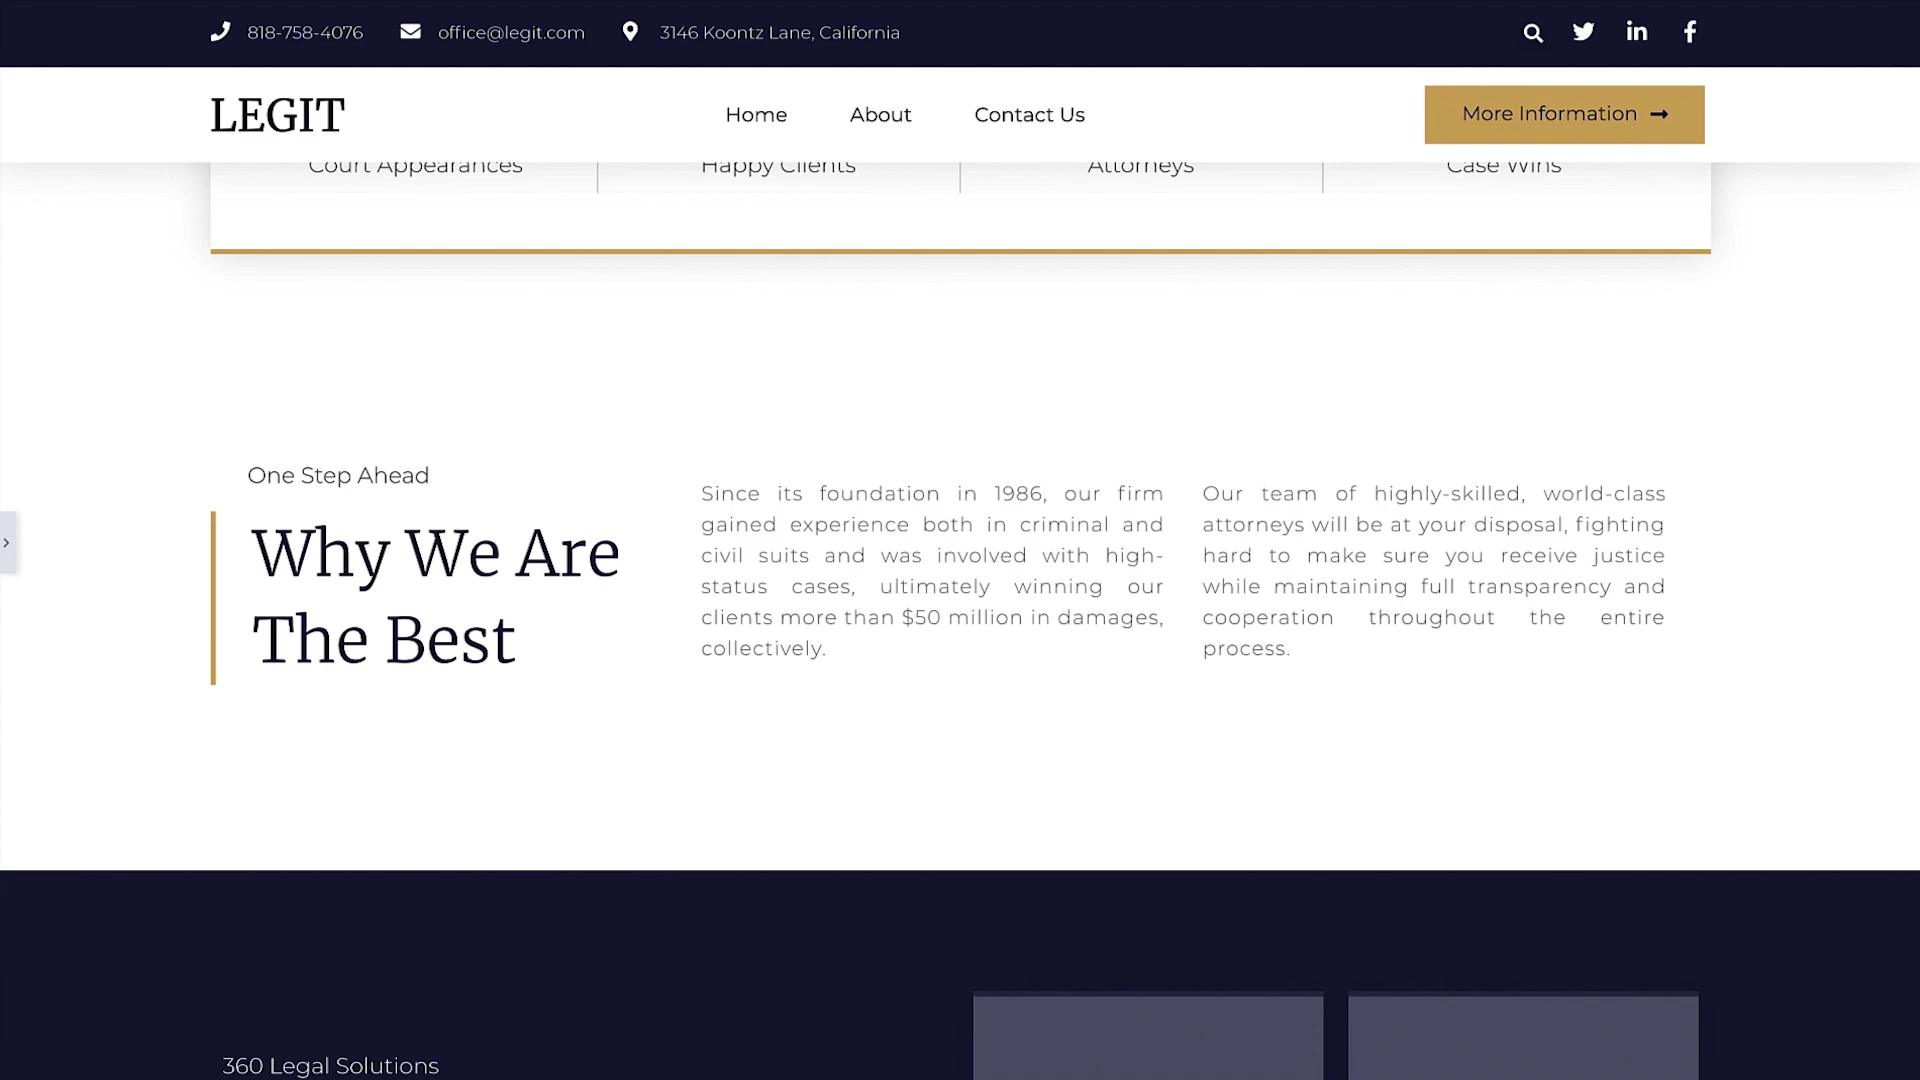 818-758-4076 office@legit.com 3146 Koontz Lane, California
LEGIT Home About Contact Us More Information
Court Appearances Happy Clients Attorneys Case Wins
One Step Ahead
Why We Are
The Best
Since its foundation in 1986, our firm
gained experience both in criminal and
civil suits and was involved with high-
status cases, ultimately winning our
clients more than $50 million in damages,
collectively.
Our team of highly-skilled, world-class
attorneys will be at your disposal, fighting
hard to make sure you receive justice
while maintaining full transparency and
cooperation throughout the entire
process.
360 Legal Solutions